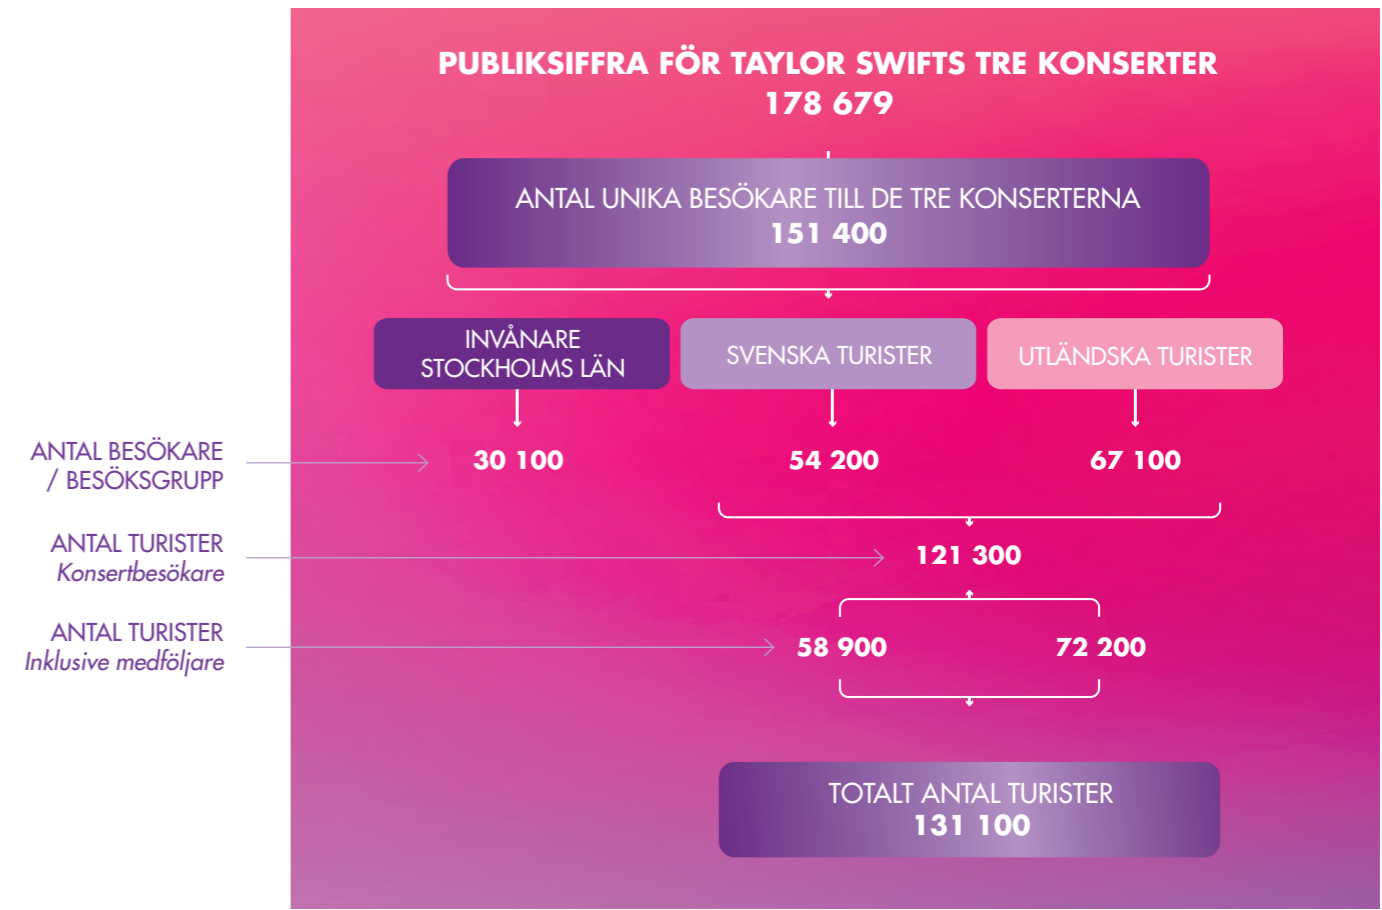 PUBLIKSIFFRA FÖR TAYLOR SWIFTS TRE KONSERTER
178 679
ANTAL UNIKA BESÖKARE TILL DE TRE KONSERTERNA
151 400
INVÅNARE
STOCKHOLMS LÄN
SVENSKA TURISTER
UTLÄNDSKA TURISTER
ANTAL BESÖKARE
/ BESÖKSGRUPP
30 100
54 200
67 100
ANTAL TURISTER
Konsertbesökare
121 300
ANTAL TURISTER
Inklusive medföljare
58 900
72 200
TOTALT ANTAL TURISTER
131 100